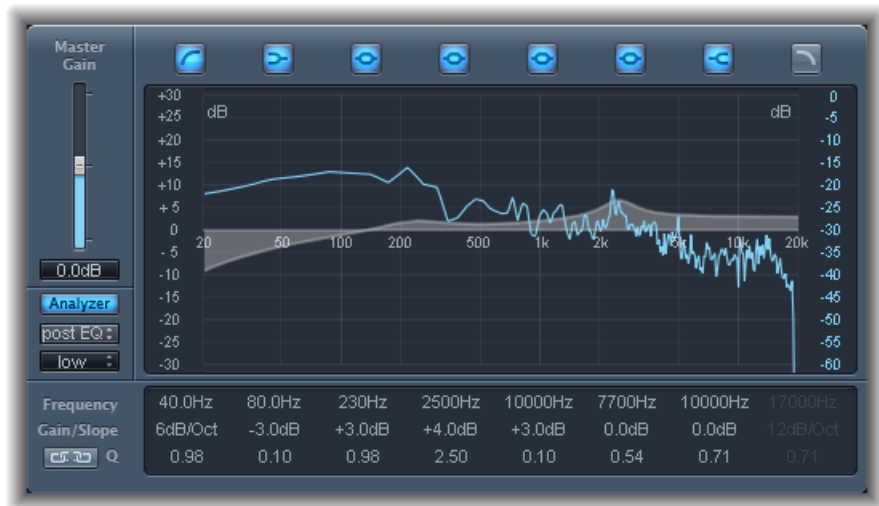 Master
Gain
0.0dB
Analyzer
post EQ
low
+30
+25
+20
+15
+10
+ 5
0
- 5
-10
-15
-20
-25
-30
dB
dB
20 50 100 200 500 1k 2k 5k 10k 20k
0
-5
-10
-15
-20
-25
-30
-35
-40
-45
-50
-55
-60
Frequency 40.0Hz 80.0Hz 230Hz 2500Hz 10000Hz 7700Hz 10000Hz 17000Hz
Gain/Slope 6dB/Oct -3.0dB +3.0dB +4.0dB +3.0dB 0.0dB 0.0dB 12dB/Oct
Q 0.98 0.10 0.98 2.50 0.10 0.54 0.71 0.71